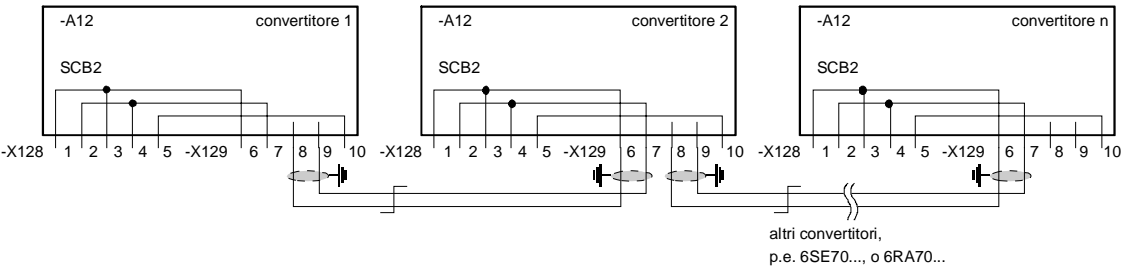 -A12 convertitore 1 -A12 convertitore 2 -A12 convertitore n
SCB2 SCB2 SCB2
-X128 1 2 3 4 5 -X129 6 7 8 9 10 -X128 1 2 3 4 5 -X129 6 7 8 9 10 -X128 1 2 3 4 5 -X129 6 7 8 9 10
altri convertitori,
p.e. 6SE70..., o 6RA70...